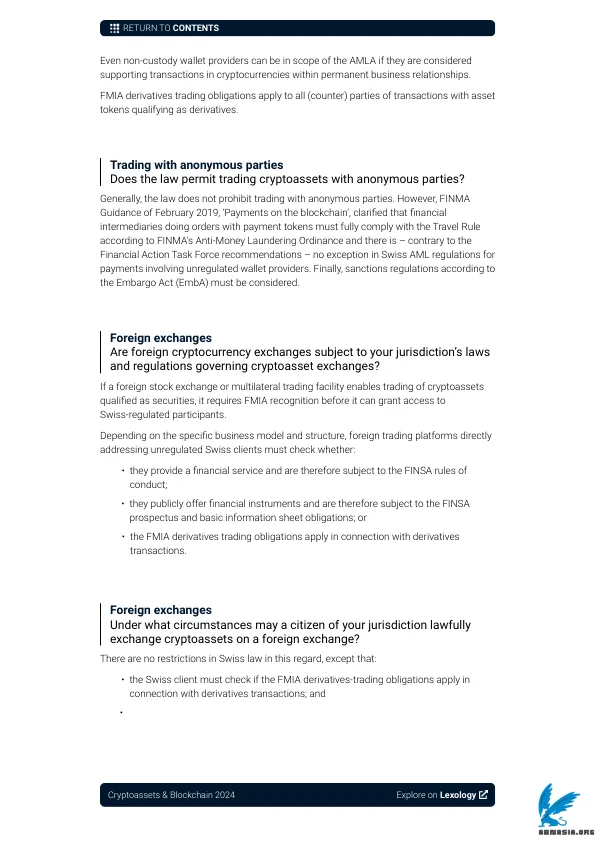 RETURN TO CONTENTS
Even non-custody wallet providers can be in scope of the AMLA if they are considered
supporting transactions in cryptocurrencies within permanent business relationships.
FMIA derivatives trading obligations apply to all (counter) parties of transactions with asset
tokens qualifying as derivatives.
Trading with anonymous parties
Does the law permit trading cryptoassets with anonymous parties?
Generally, the law does not prohibit trading with anonymous parties. However, FINMA
Guidance of February 2019, ‘Payments on the blockchain’, clarified that financial
intermediaries doing orders with payment tokens must fully comply with the Travel Rule
according to FINMA’s Anti-Money Laundering Ordinance and there is – contrary to the
Financial Action Task Force recommendations – no exception in Swiss AML regulations for
payments involving unregulated wallet providers. Finally, sanctions regulations according to
the Embargo Act (EmbA) must be considered.
Foreign exchanges
Are foreign cryptocurrency exchanges subject to your jurisdiction’s laws
and regulations governing cryptoasset exchanges?
If a foreign stock exchange or multilateral trading facility enables trading of cryptoassets
qualified as securities, it requires FMIA recognition before it can grant access to
Swiss-regulated participants.
Depending on the specific business model and structure, foreign trading platforms directly
addressing unregulated Swiss clients must check whether:
• they provide a financial service and are therefore subject to the FINSA rules of
conduct;
• they publicly offer financial instruments and are therefore subject to the FINSA
prospectus and basic information sheet obligations; or
• the FMIA derivatives trading obligations apply in connection with derivatives
transactions.
Foreign exchanges
Under what circumstances may a citizen of your jurisdiction lawfully
exchange cryptoassets on a foreign exchange?
There are no restrictions in Swiss law in this regard, except that:
• the Swiss client must check if the FMIA derivatives-trading obligations apply in
connection with derivatives transactions; and
•
Cryptoassets & Blockchain 2024
Explore on Lexology
ABNASIA.ORG